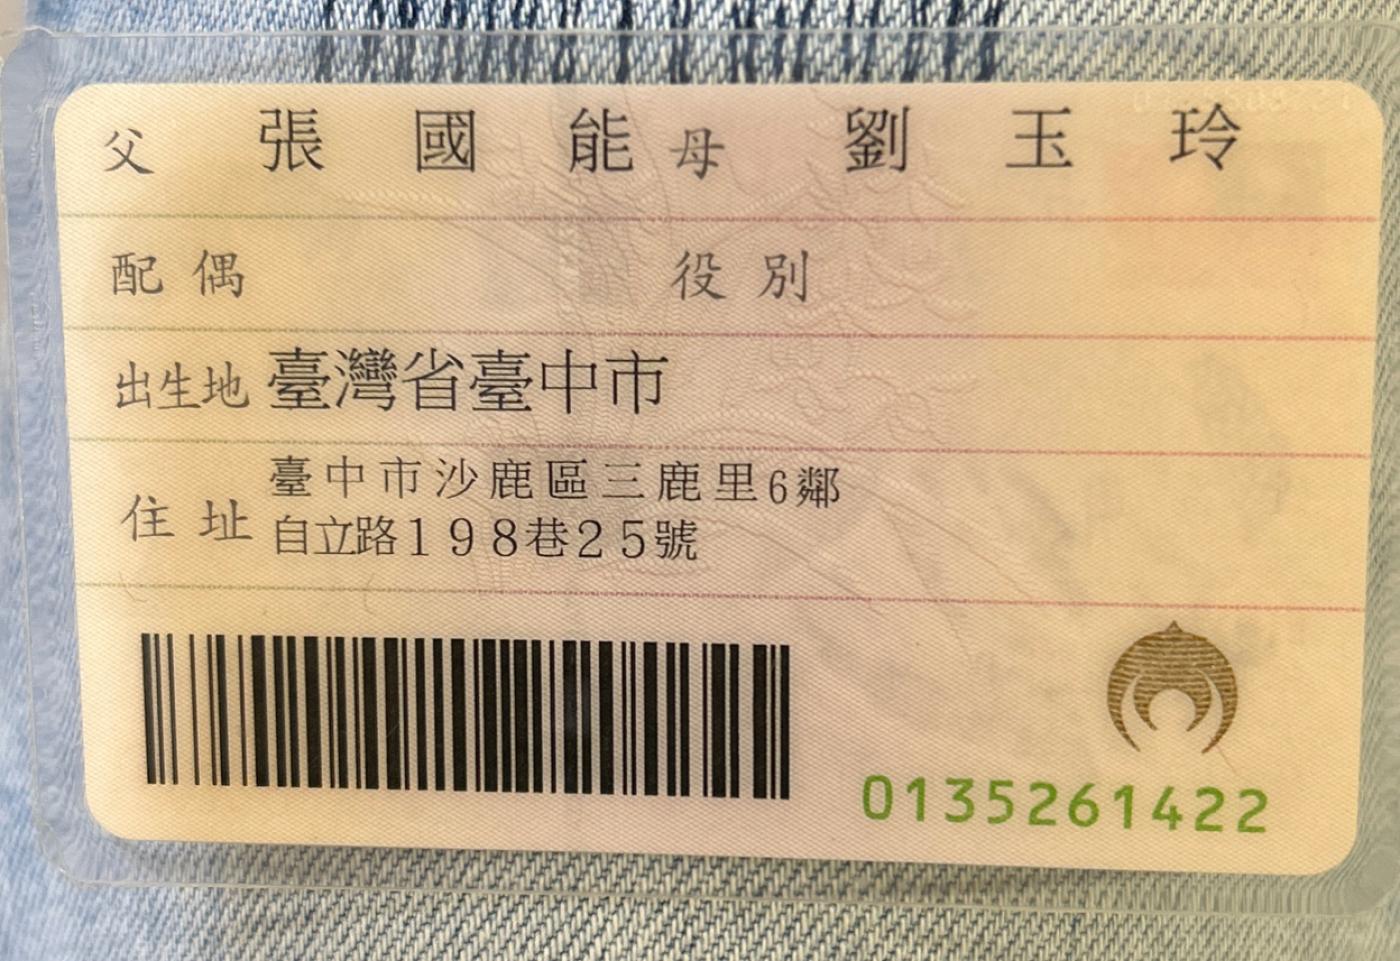 父 張國能 母 劉玉玲
配偶 役別
出生地 臺灣省臺中市
住址 臺中市沙鹿區三鹿里6鄰
自立路198巷25號
0135261422